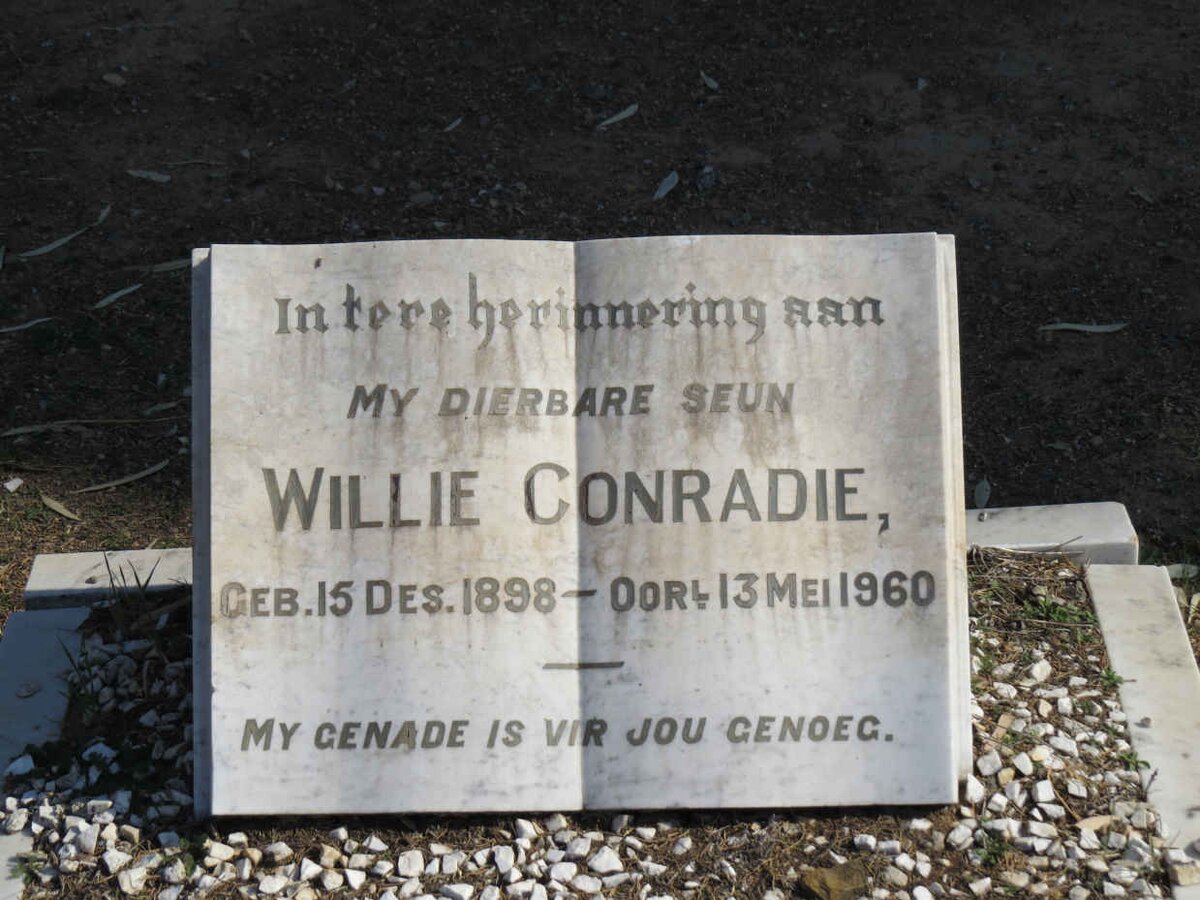 In tere herinnering aan
MY DIERBARE SEUN
WILLIE CONRADIE,
GEB. 15 DES. 1898 – OORL. 13 MEI 1960
MY GENADE IS VIR JOU GENOEG.